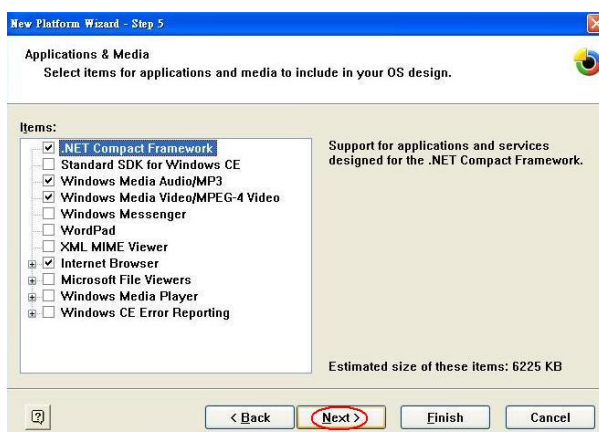 New Platform Wizard - Step 5
Applications & Media
Select items for applications and media to include in your OS design.
Items:
.NET Compact Framework
Standard SDK for Windows CE
Windows Media Audio/MP3
Windows Media Video/MPEG-4 Video
Windows Messenger
WordPad
XML MIME Viewer
Internet Browser
Microsoft File Viewers
Windows Media Player
Windows CE Error Reporting
Support for applications and services
designed for the .NET Compact Framework.
Estimated size of these items: 6225 KB
?
< Back
Next >
Finish
Cancel